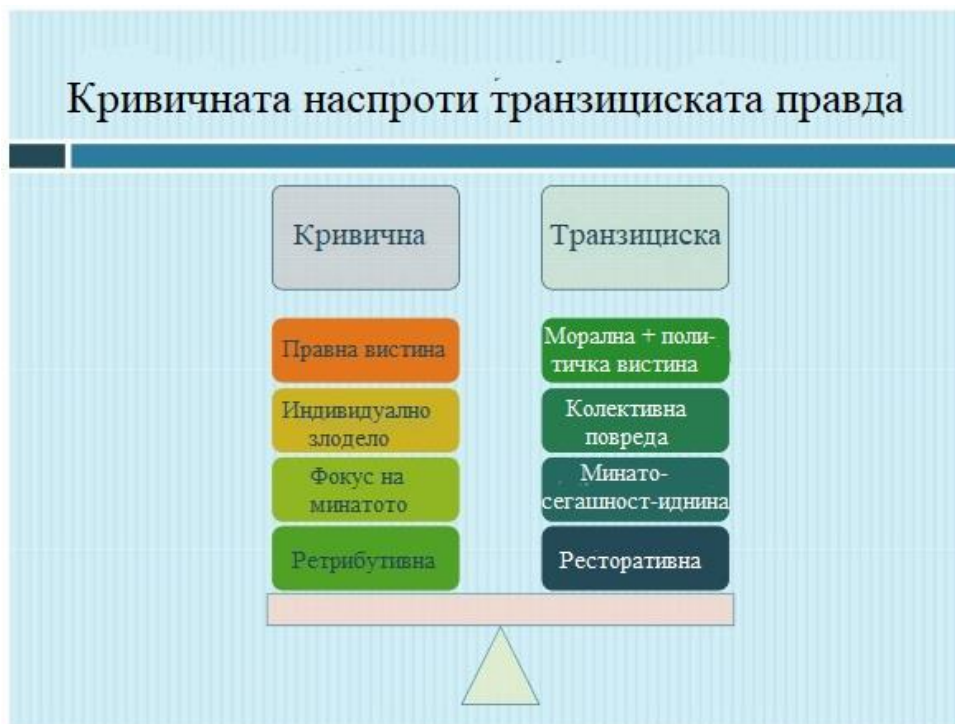 Кривичната наспроти транзициската правда
Кривична
Транзициска
Правна вистина
Морална + поли-
тичка вистина
Индивидуално
злодело
Колективна
повреда
Фокус на
минатото
Минато-
сегашност-иднина
Ретрибутивна
Ресторативна